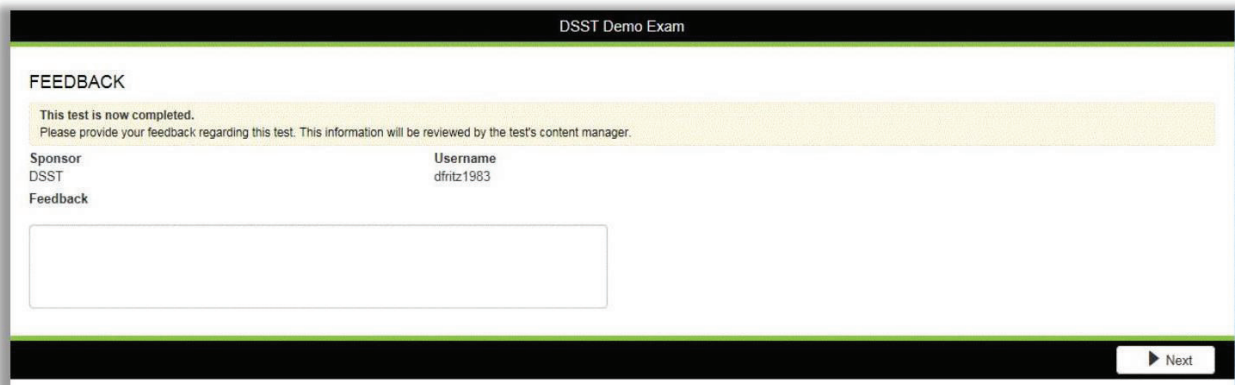 DSST Demo Exam
FEEDBACK
This test is now completed.
Please provide your feedback regarding this test. This information will be reviewed by the test's content manager.
Sponsor Username
DSST dfritz1983
Feedback
Next